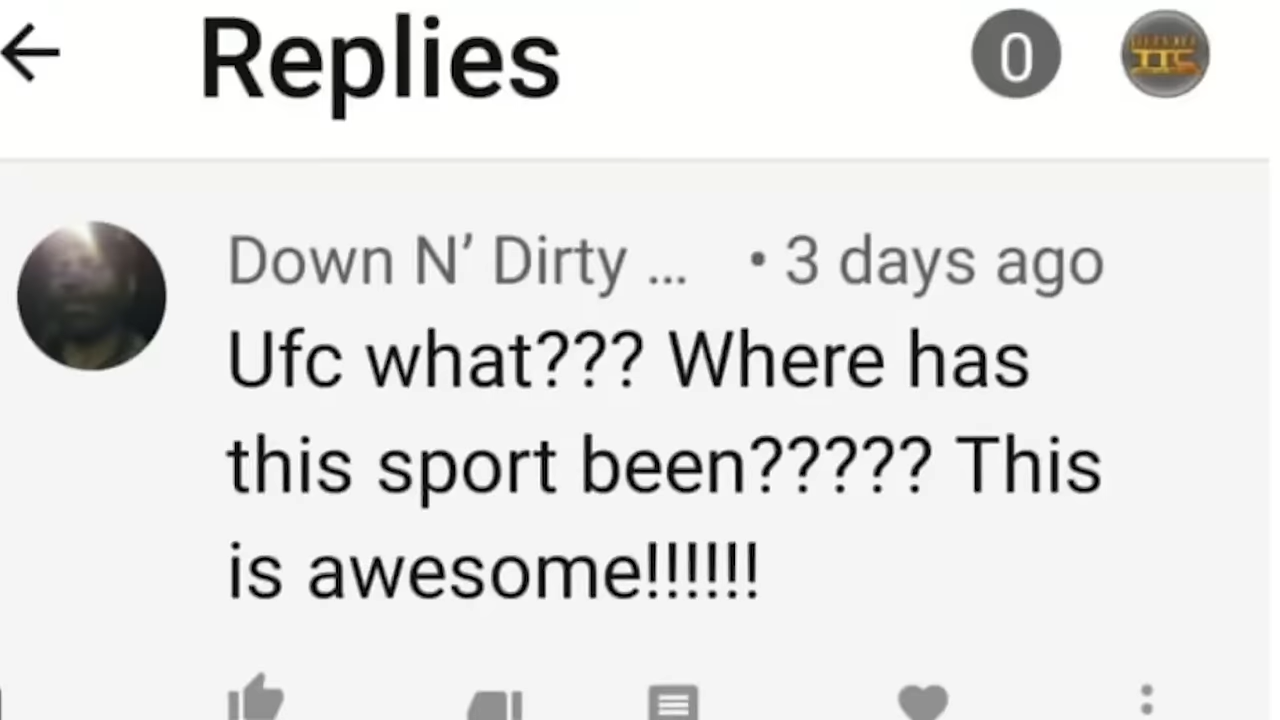 Replies
0
Down N’ Dirty ... • 3 days ago
Ufc what??? Where has
this sport been????? This
is awesome!!!!!!